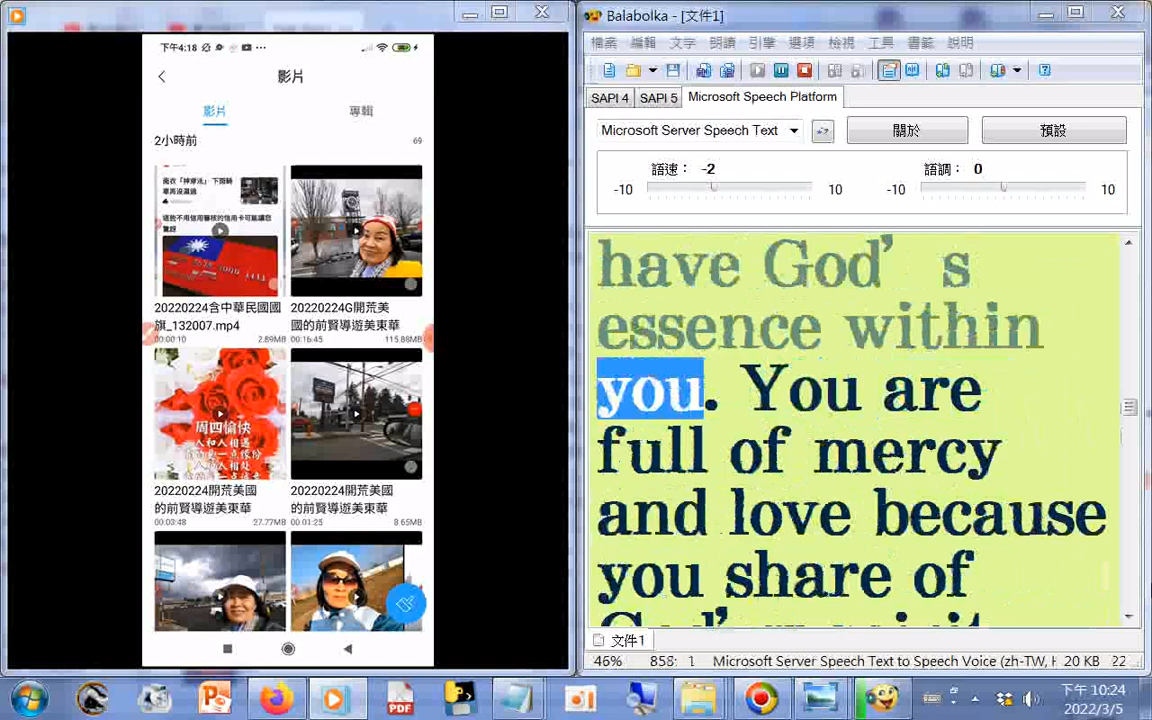 下午4:18
影片
影片
專輯
2小時前
69
20220224含中華民國國
旗_132007.mp4
00:00:10
2.89MB
20220224G開荒美
國的前賢導遊美東華
00:16:45
115.88MB
周四愉快
20220224開荒美國
的前賢導遊美東華
00:03:48
27.77MB
20220224開荒美國
的前賢導遊美東華
00:01:25
8.65MB
Balabolka - [文件1]
檔案 編輯 文字 朗讀 引擎 選項 檢視 工具 書籤 說明
SAPI 4 SAPI 5 Microsoft Speech Platform
Microsoft Server Speech Text
關於
預設
語速： -2
語調： 0
-10 10 -10 10
have God’s
essence within
you. You are
full of mercy
and love because
you share of
文件1
46% 858: 1 Microsoft Server Speech Text to Speech Voice (zh-TW, H 20 KB 22
PDF
下午 10:24
2022/3/5